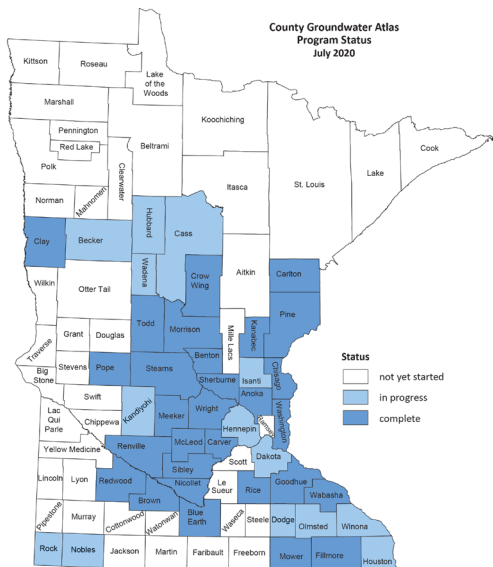 County Groundwater Atlas
Program Status
July 2020
Kittson
Roseau
Lake
of the
Woods
Marshall
Koochiching
Pennington
Red Lake
Beltrami
Polk
Clearwater
Cook
Lake
St. Louis
Itasca
Norman
Mahnomen
Hubbard
Cass
Clay
Becker
Wadena
Crow
Wing
Aitkin
Carlton
Wilkin
Otter Tail
Pine
Todd
Morrison
Mille Lacs
Kanabec
Grant
Douglas
Traverse
Big
Stone
Stevens
Pope
Stearns
Benton
Sherburne
Isanti
Chisago
Anoka
Status
not yet started
in progress
complete
Swift
Kandiyohi
Meeker
Wright
Hennepin
Ramsey
Washington
Lac
Qui
Parle
Chippewa
Yellow Medicine
Renville
McLeod
Carver
Scott
Dakota
Sibley
Lincoln
Lyon
Redwood
Nicollet
Le
Sueur
Rice
Goodhue
Wabasha
Brown
Pipestone
Murray
Cottonwood
Watonwan
Blue
Earth
Waseca
Steele
Dodge
Olmsted
Winona
Rock
Nobles
Jackson
Martin
Faribault
Freeborn
Mower
Fillmore
Houston